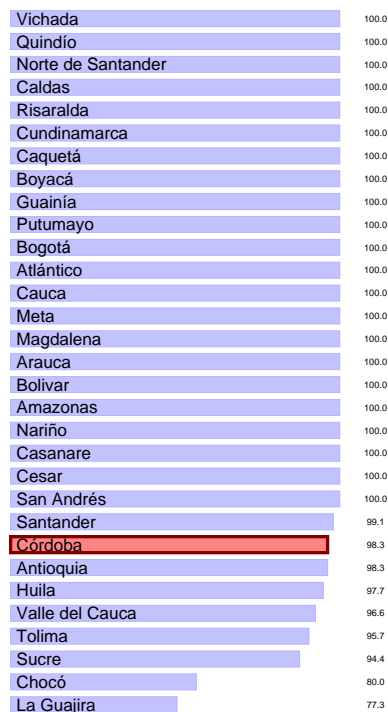 Vichada 100.0
Quindío 100.0
Norte de Santander 100.0
Caldas 100.0
Risaralda 100.0
Cundinamarca 100.0
Caquetá 100.0
Boyacá 100.0
Guainía 100.0
Putumayo 100.0
Bogotá 100.0
Atlántico 100.0
Cauca 100.0
Meta 100.0
Magdalena 100.0
Arauca 100.0
Bolivar 100.0
Amazonas 100.0
Nariño 100.0
Casanare 100.0
Cesar 100.0
San Andrés 100.0
Santander 99.1
Córdoba 98.3
Antioquia 98.3
Huila 97.7
Valle del Cauca 96.6
Tolima 95.7
Sucre 94.4
Chocó 80.0
La Guajira 77.3